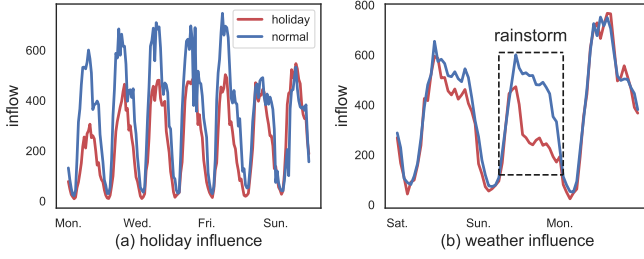 holiday
normal
inflow
600
400
200
0
Mon.
Wed.
Fri.
Sun.
(a) holiday influence
rainstorm
inflow
800
600
400
200
0
Sat.
Sun.
Mon.
(b) weather influence